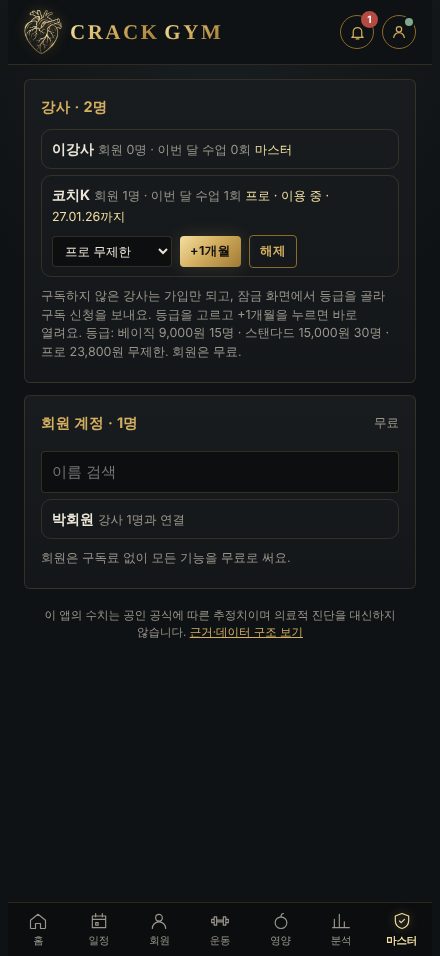 CRACK GYM
1
강사 · 2명
이강사 회원 0명 · 이번 달 수업 0회 마스터
코치K 회원 1명 · 이번 달 수업 1회 프로 · 이용 중 ·
27.01.26까지
프로 무제한
+1개월
해제
구독하지 않은 강사는 가입만 되고, 잠금 화면에서 등급을 골라
구독 신청을 보내요. 등급을 고르고 +1개월을 누르면 바로
열려요. 등급: 베이직 9,000원 15명 · 스탠다드 15,000원 30명 ·
프로 23,800원 무제한. 회원은 무료.
회원 계정 · 1명
무료
이름 검색
박회원 강사 1명과 연결
회원은 구독료 없이 모든 기능을 무료로 써요.
이 앱의 수치는 공인 공식에 따른 추정치이며 의료적 진단을 대신하지
않습니다. 근거·데이터 구조 보기
홈
일정
회원
운동
영양
분석
마스터